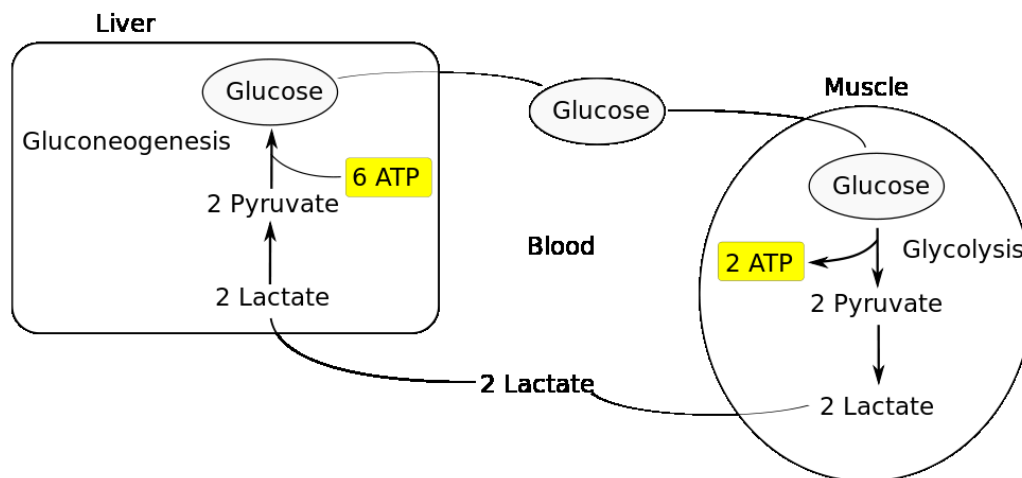 Liver
Glucose
Gluconeogenesis
6 ATP
2 Pyruvate
2 Lactate
Glucose
Blood
2 Lactate
Muscle
Glucose
2 ATP
Glycolysis
2 Pyruvate
2 Lactate